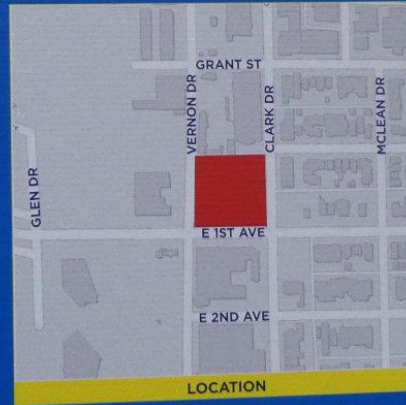 GRANT ST
VERNON DR
CLARK DR
MCLEAN DR
GLEN DR
E 1ST AVE
E 2ND AVE
LOCATION